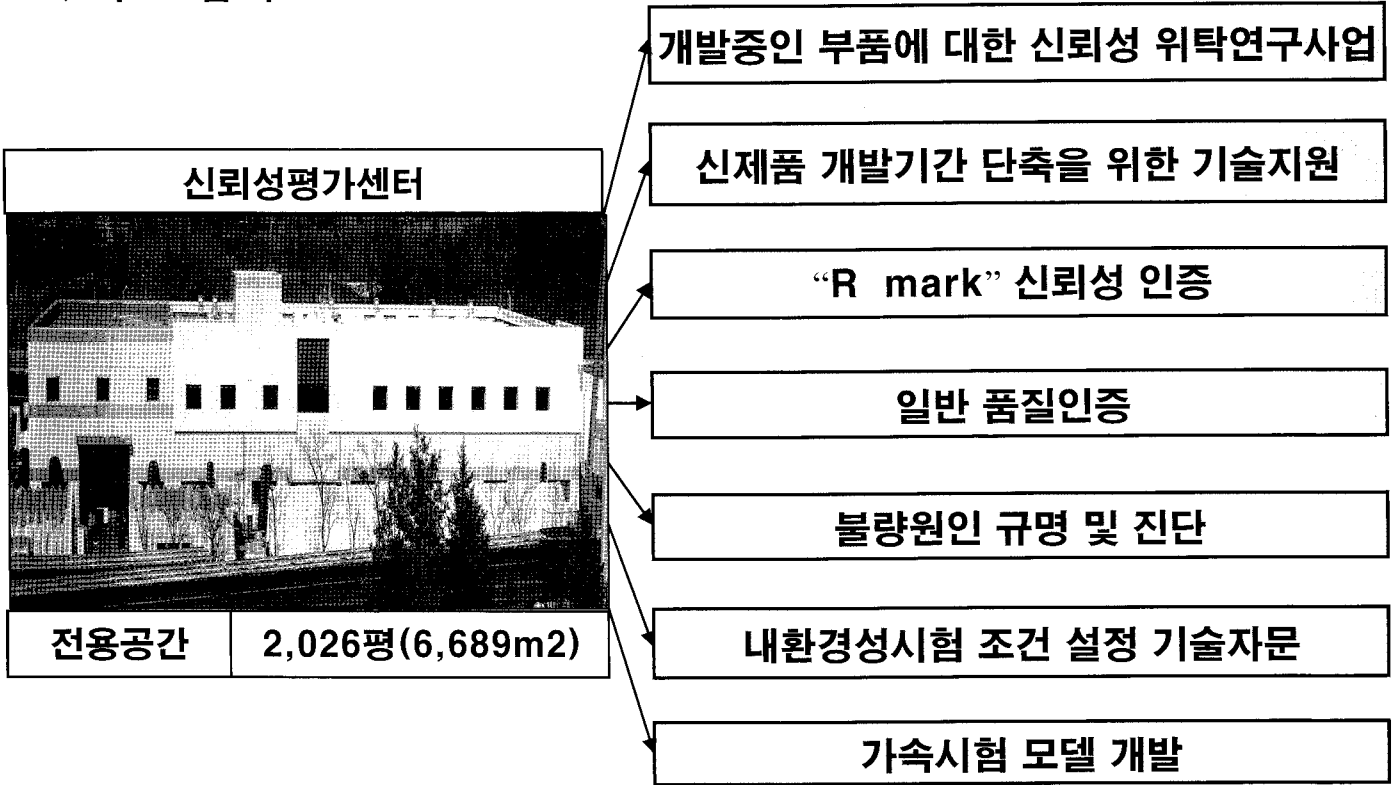 신뢰성평가센터
전용공간 2,026평(6,689m2)
개발중인 부품에 대한 신뢰성 위탁연구사업
신제품 개발기간 단축을 위한 기술지원
“R mark” 신뢰성 인증
일반 품질인증
불량원인 규명 및 진단
내환경성시험 조건 설정 기술자문
가속시험 모델 개발